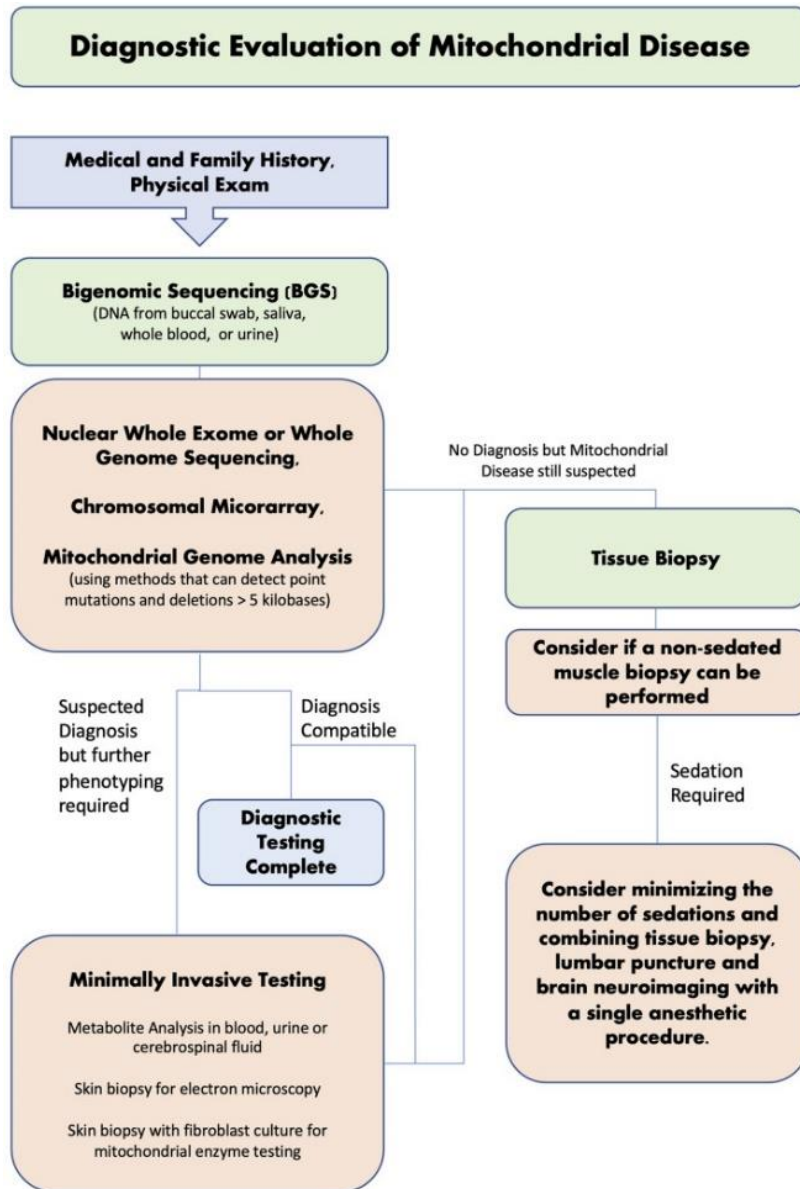 Diagnostic Evaluation of Mitochondrial Disease
Medical and Family History,
Physical Exam
Bigenomic Sequencing (BGS)
(DNA from buccal swab, saliva,
whole blood, or urine)
Nuclear Whole Exome or Whole
Genome Sequencing,
Chromosomal Micorarray,
Mitochondrial Genome Analysis
(using methods that can detect point
mutations and deletions > 5 kilobases)
No Diagnosis but Mitochondrial
Disease still suspected
Tissue Biopsy
Consider if a non-sedated
muscle biopsy can be
performed
Sedation
Required
Consider minimizing the
number of sedations and
combining tissue biopsy,
lumbar puncture and
brain neuroimaging with
a single anesthetic
procedure.
Suspected
Diagnosis
but further
phenotyping
required
Diagnosis
Compatible
Diagnostic
Testing
Complete
Minimally Invasive Testing
Metabolite Analysis in blood, urine or
cerebrospinal fluid
Skin biopsy for electron microscopy
Skin biopsy with fibroblast culture for
mitochondrial enzyme testing